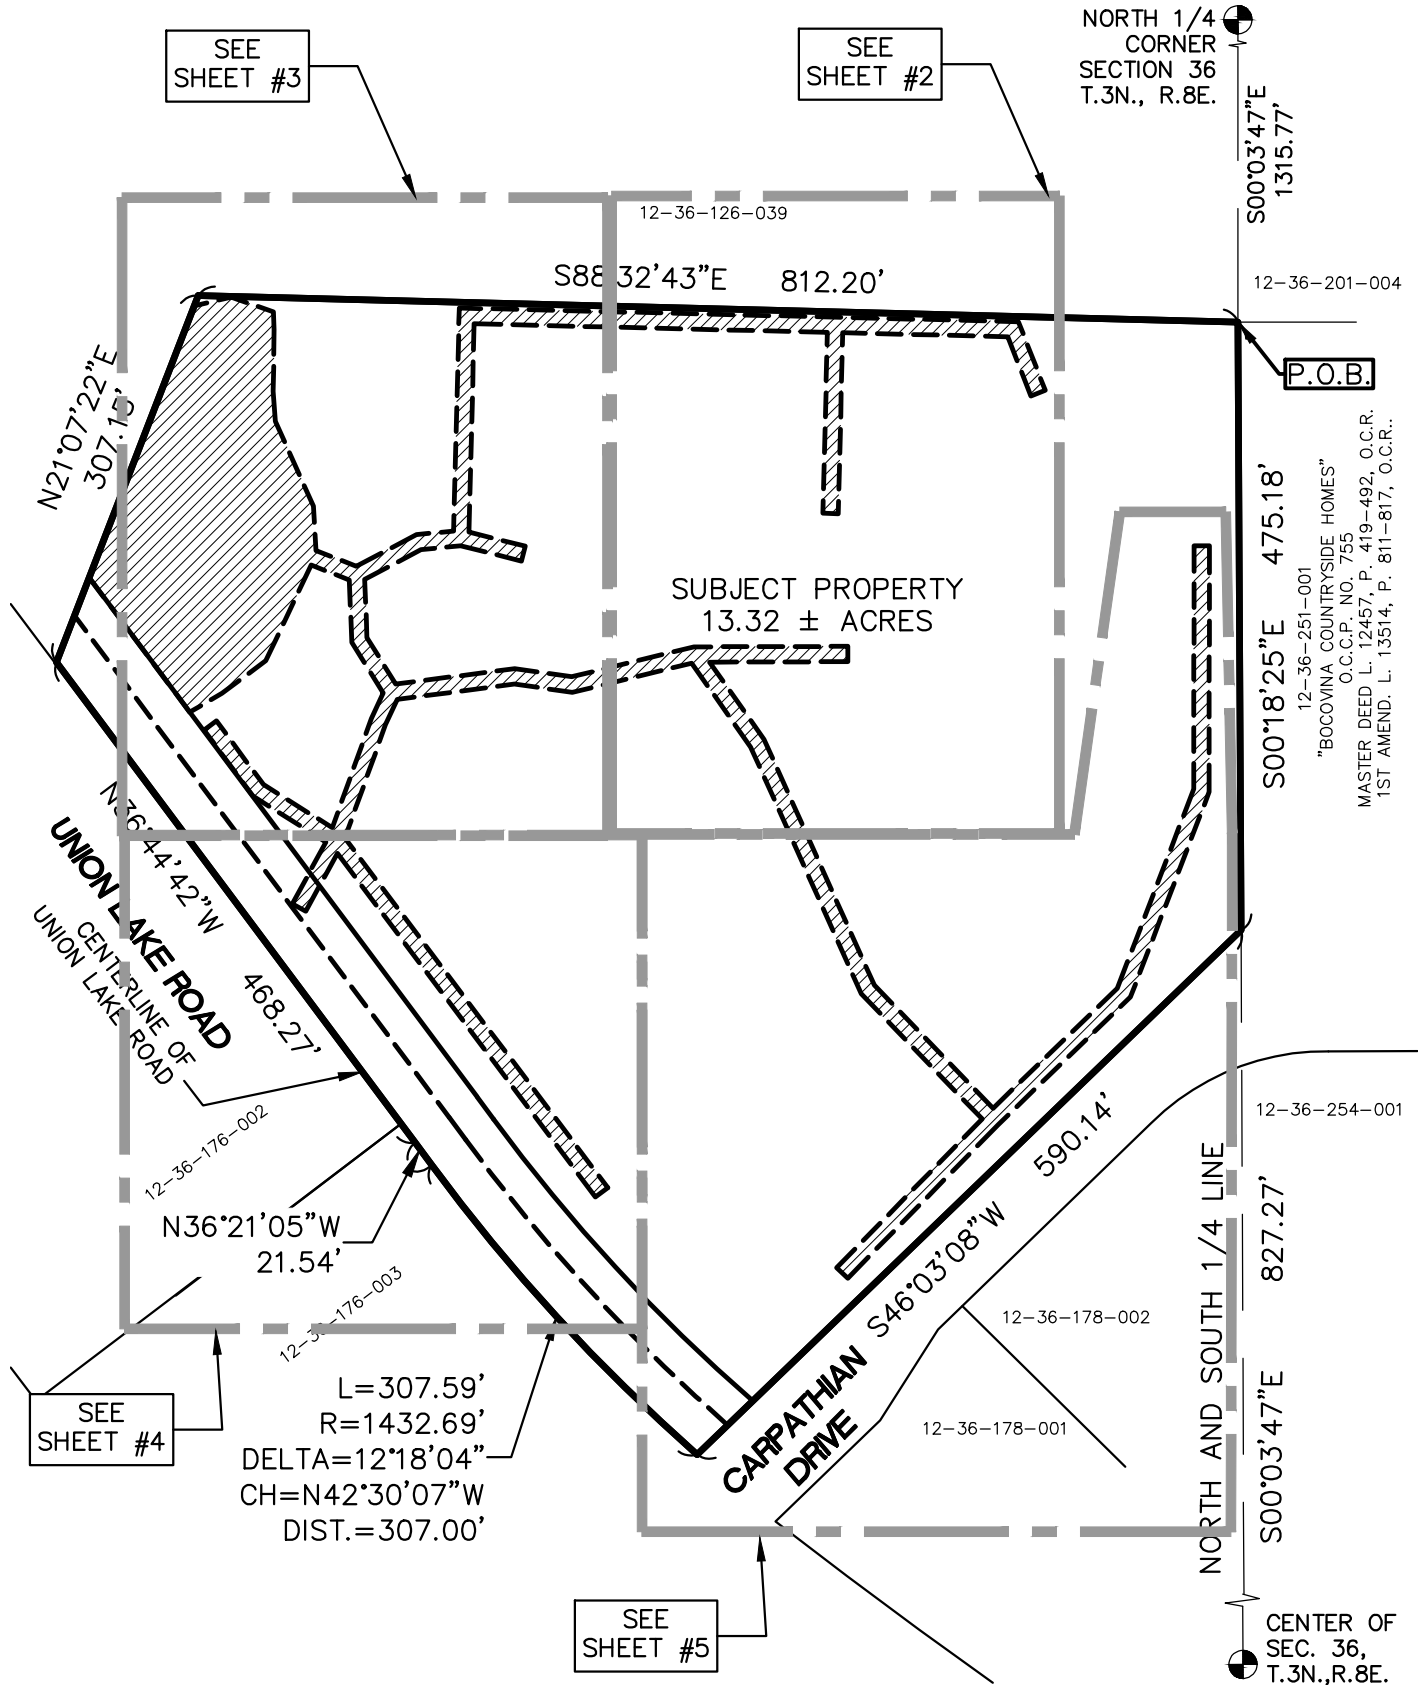 SEE
SHEET #3
SEE
SHEET #2
NORTH 1/4
CORNER
SECTION 36
T.3N., R.8E.
S00°03'47"E
1315.77'
12-36-126-039
S88°32'43"E 812.20'
12-36-201-004
P.O.B.
N21°07'22"E
307.15'
SUBJECT PROPERTY
13.32 ± ACRES
S00°18'25"E 475.18'
12-36-251-001
"BOCOVINA COUNTRYSIDE HOMES"
O.C.C.P. NO. 755
MASTER DEED L. 12457, P. 419-492, O.C.R.
1ST AMEND. L. 13514, P. 811-817, O.C.R..
N36°44'42"W 468.27'
UNION LAKE ROAD
CENTERLINE OF
UNION LAKE ROAD
12-36-176-002
N36°21'05"W
21.54'
12-36-176-003
590.14'
S46°03'08"W
12-36-254-001
NORTH AND SOUTH 1/4 LINE
S00°03'47"E 827.27'
12-36-178-002
12-36-178-001
CARPATHIAN
DRIVE
SEE
SHEET #4
L=307.59'
R=1432.69'
DELTA=12°18'04"
CH=N42°30'07"W
DIST.=307.00'
SEE
SHEET #5
CENTER OF
SEC. 36,
T.3N.,R.8E.